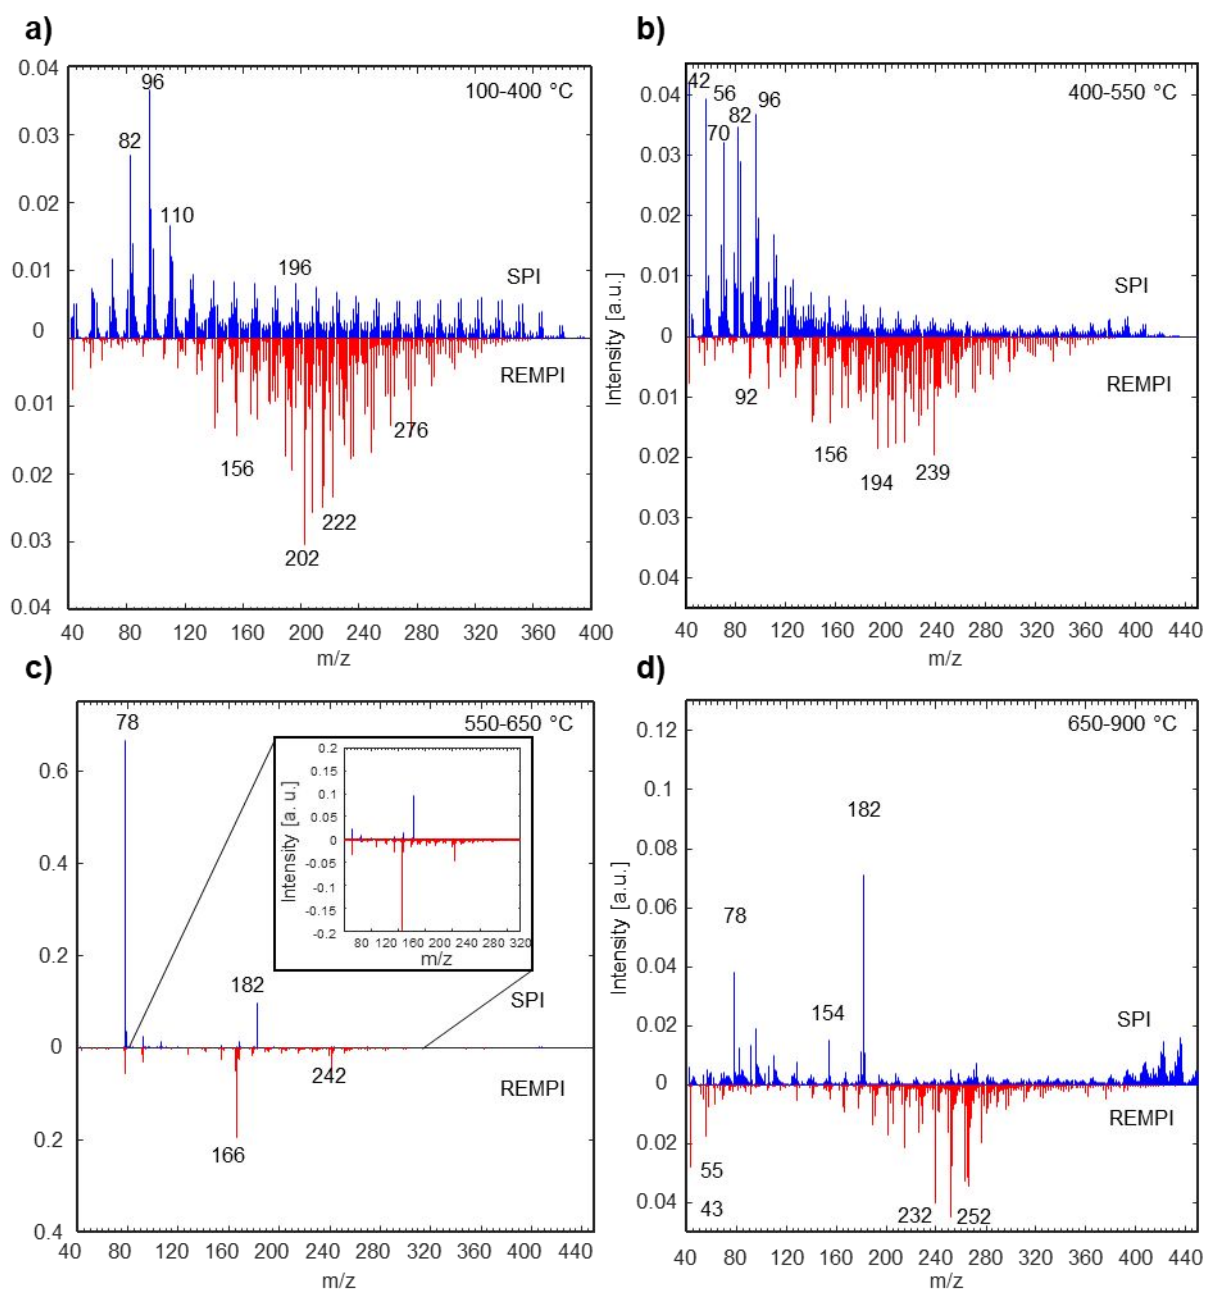 a)
0.04
0.03
0.02
0.01
0
0.01
0.02
0.03
0.04
96
82
110
196
100-400 °C
SPI
REMPI
156
276
222
202
40 80 120 160 200 240 280 320 360 400
m/z
b)
Intensity [a.u.]
0.04
0.03
0.02
0.01
0
0.01
0.02
0.03
0.04
42
56
70
82
96
400-550 °C
SPI
REMPI
92
156
194
239
40 80 120 160 200 240 280 320 360 400 440
m/z
c)
0.6
0.4
0.2
0
0.2
0.4
78
550-650 °C
182
SPI
REMPI
242
166
Intensity [a. u.]
0.2
0.15
0.1
0.05
0
-0.05
-0.1
-0.15
-0.2
80 120 160 200 240 280 320
m/z
40 80 120 160 200 240 280 320 360 400 440
m/z
d)
Intensity [a.u.]
0.12
0.1
0.08
0.06
0.04
0.02
0
0.02
0.04
650-900 °C
182
78
154
SPI
REMPI
55
43
232
252
40 80 120 160 200 240 280 320 360 400 440
m/z